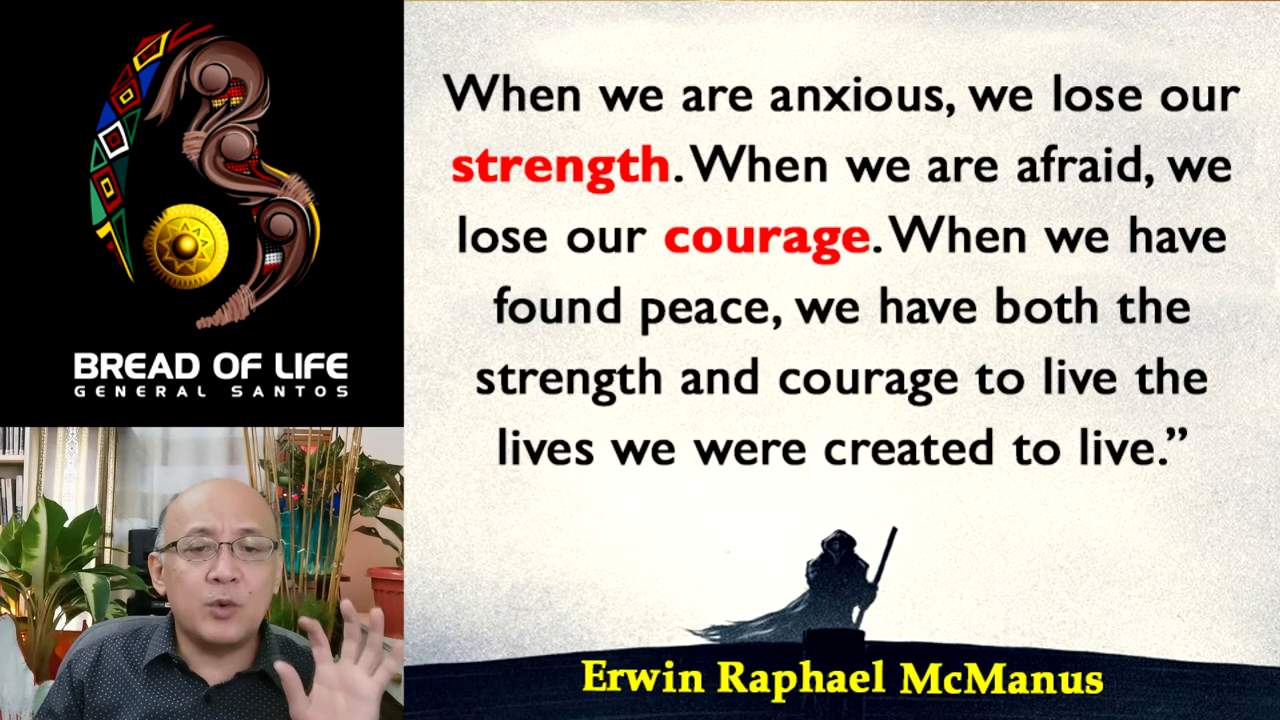 BREAD OF LIFE
GENERAL SANTOS
When we are anxious, we lose our
strength. When we are afraid, we
lose our courage. When we have
found peace, we have both the
strength and courage to live the
lives we were created to live.”
Erwin Raphael McManus